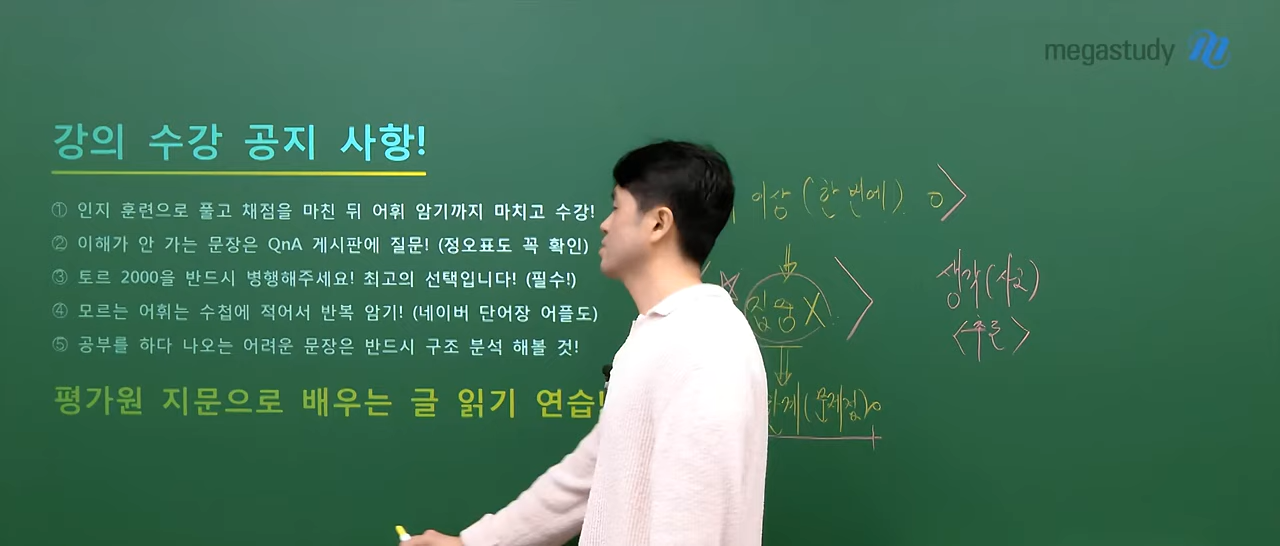 megastudy
강의 수강 공지 사항!
① 인지 훈련으로 풀고 채점을 마친 뒤 어휘 암기까지 마치고 수강!
② 이해가 안 가는 문장은 QnA 게시판에 질문! (정오표도 꼭 확인)
③ 토르 2000을 반드시 병행해주세요! 최고의 선택입니다! (필수!)
④ 모르는 어휘는 수첩에 적어서 반복 암기! (네이버 단어장 어플도)
⑤ 공부를 하다 나오는 어려운 문장은 반드시 구조 분석 해볼 것!
평가원 지문으로 배우는 글 읽기 연습!
이상 (한 번에) O
집중 X
한계 (문제점)
생각 (사고)
<추론>